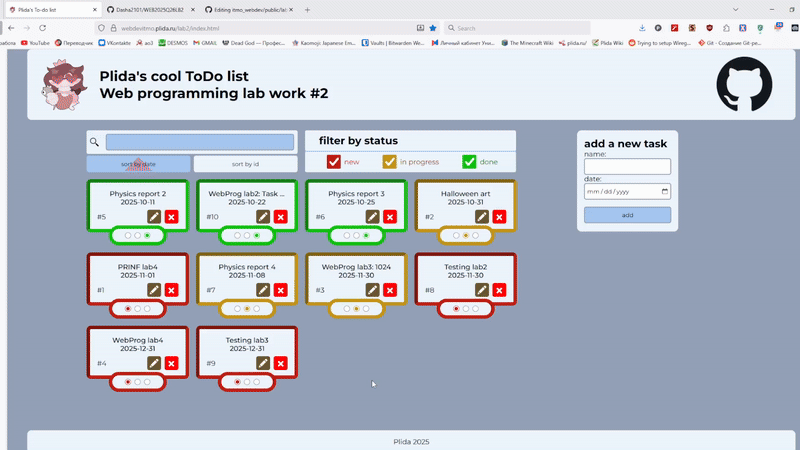 Plida's To-do list
Dasha2101/WEB2025Q2KLB2
Editing itmo_webdev/public/la
webdevitmo.plida.ru/lab2/index.html
Search
YouTube
Переводчик
VKontakte
AO
DESMOS
GMAIL
Dead God — Професс...
Kaomoji: Japanese Em...
Vaults | Bitwarden We...
Личный кабинет Уни...
The Minecraft Wiki
plida.ru/
Plida Wiki
Trying to setup Wireg...
Git - Создание Git-ре...
Plida's cool ToDo list
Web programming lab work #2
sort by date
sort by id
filter by status
new
in progress
done
add a new task
name:
date:
mm/dd/yyyy
add
Physics report 2
2025-10-11
#5
WebProg lab2: Task ...
2025-10-22
#10
Physics report 3
2025-10-25
#6
Halloween art
2025-10-31
#2
PRINF lab4
2025-11-01
#1
Physics report 4
2025-11-08
#7
WebProg lab3: 1024
2025-11-30
#3
Testing lab2
2025-11-30
#8
WebProg lab4
2025-12-31
#4
Testing lab3
2025-12-31
#9
Plida 2025